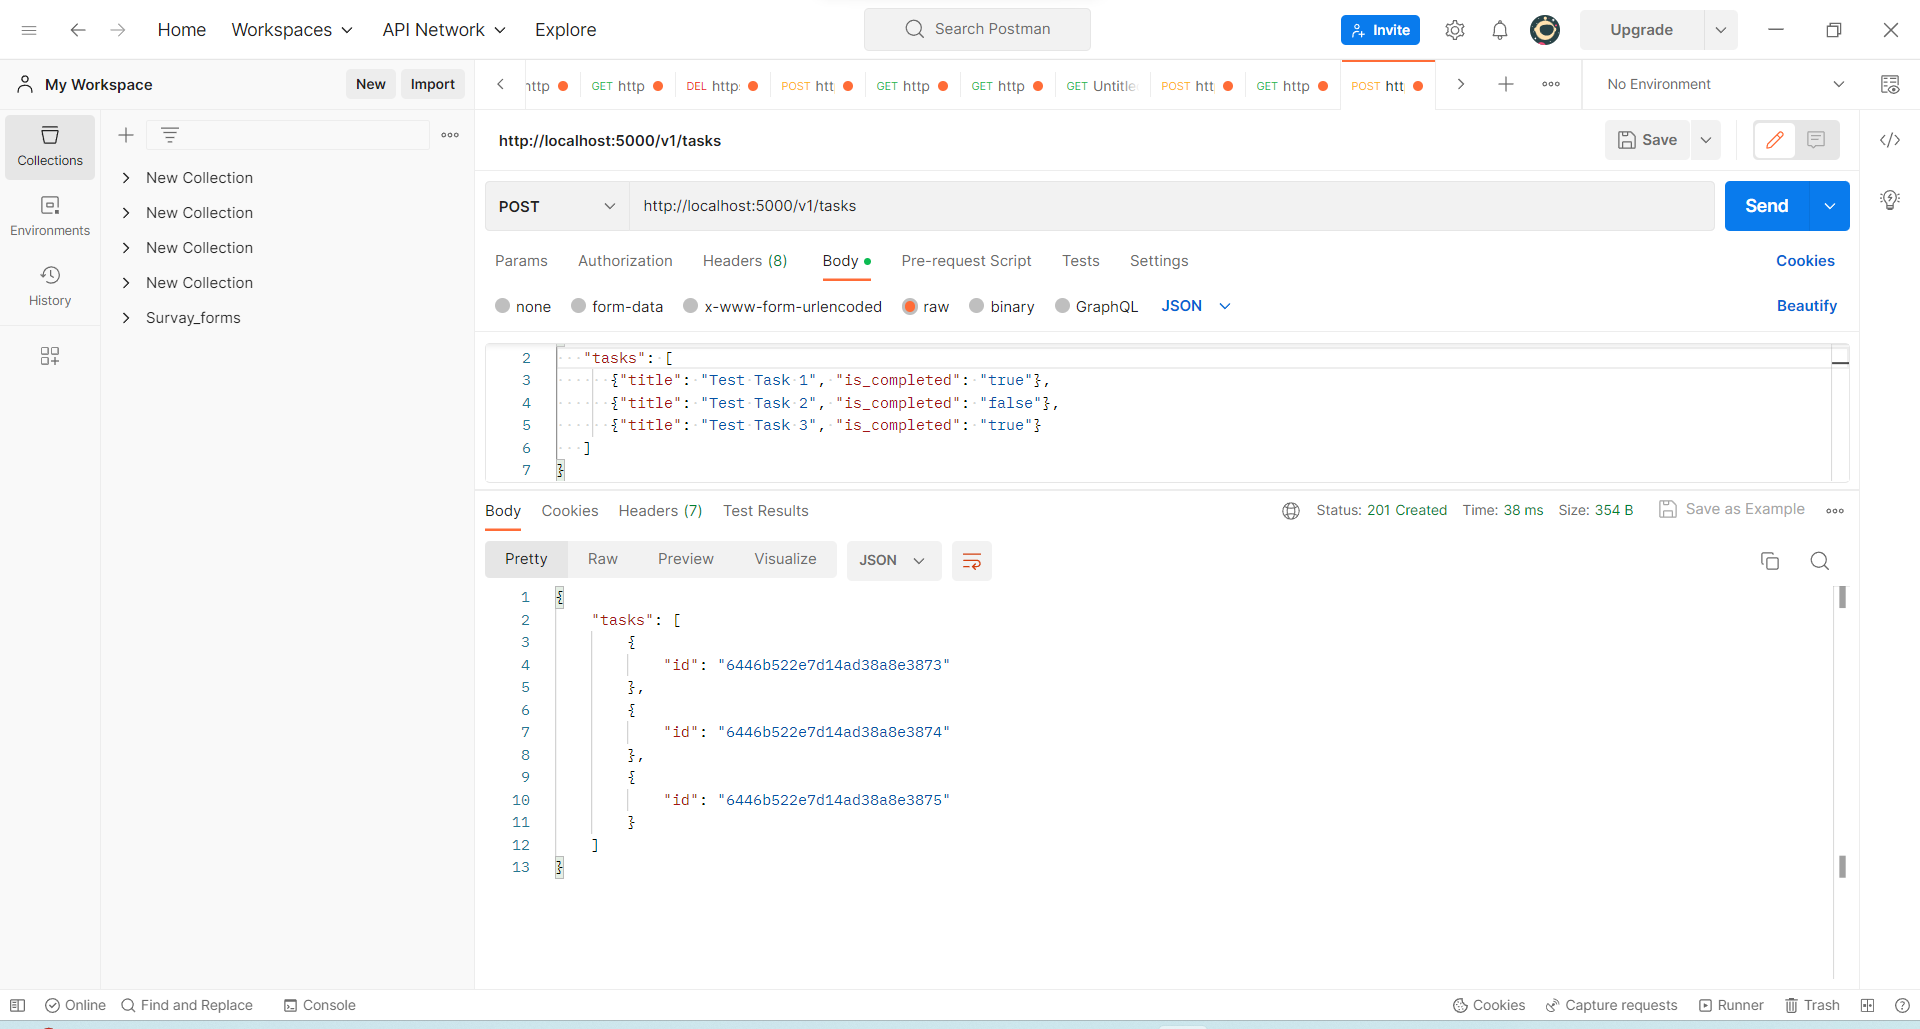 Home Workspaces API Network Explore Search Postman Invite Upgrade
My Workspace New Import
http GET http DEL http POST htt GET http GET http GET Untitle POST htt GET http POST htt No Environment
Collections
Environments
History
New Collection
New Collection
New Collection
New Collection
Survay_forms
http://localhost:5000/v1/tasks Save
POST http://localhost:5000/v1/tasks Send
Params Authorization Headers (8) Body Pre-request Script Tests Settings Cookies
none form-data x-www-form-urlencoded raw binary GraphQL JSON Beautify
2 "tasks": [
3 {"title": "Test Task 1", "is_completed": "true"},
4 {"title": "Test Task 2", "is_completed": "false"},
5 {"title": "Test Task 3", "is_completed": "true"}
6 ]
7 }
Body Cookies Headers (7) Test Results Status: 201 Created Time: 38 ms Size: 354 B Save as Example
Pretty Raw Preview Visualize JSON
1 {
2 "tasks": [
3 {
4 "id": "6446b522e7d14ad38a8e3873"
5 },
6 {
7 "id": "6446b522e7d14ad38a8e3874"
8 },
9 {
10 "id": "6446b522e7d14ad38a8e3875"
11 }
12 ]
13 }
Online Find and Replace Console Cookies Capture requests Runner Trash